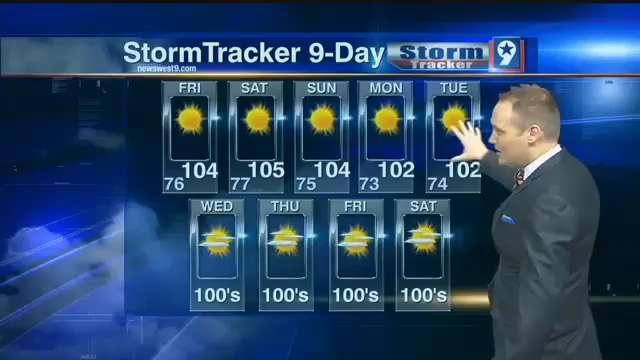 StormTracker 9-Day
Storm Tracker 9
newswest9.com
FRI SAT SUN MON TUE
104 105 104 102 102
76 77 75 73 74
WED THU FRI SAT
100's 100's 100's 100's